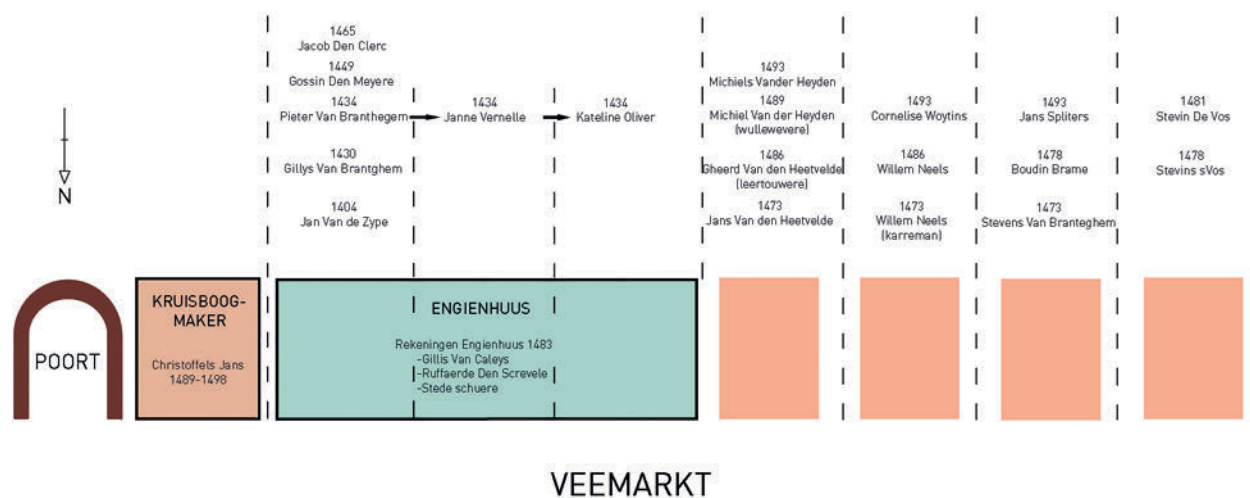 1465
Jacob Den Clerc
1449
Gossin Den Meyere
1434
Pieter Van Branthegem
1430
Gillys Van Brantghem
1404
Jan Van de Zype
1434
Janne Vernelle
1434
Kateline Oliver
1493
Michiels Vander Heyden
1489
Michiel Van der Heyden
(wullewevere)
1486
Gheerd Van den Heetvelde
(leertouwere)
1473
Jans Van den Heetvelde
1493
Cornelise Woytins
1486
Willem Neels
1473
Willem Neels
(karreman)
1493
Jans Spliters
1478
Boudin Brame
1473
Stevens Van Branteghem
1481
Stevin De Vos
1478
Stevins sVos
N
POORT
KRUISBOOG-
MAKER
Christoffels Jans
1489-1498
ENGIENHUUS
Rekeningen Engienhuus 1483
-Gillis Van Caleys
-Ruffaerde Den Screvele
-Stede schuere
VEEMARKT